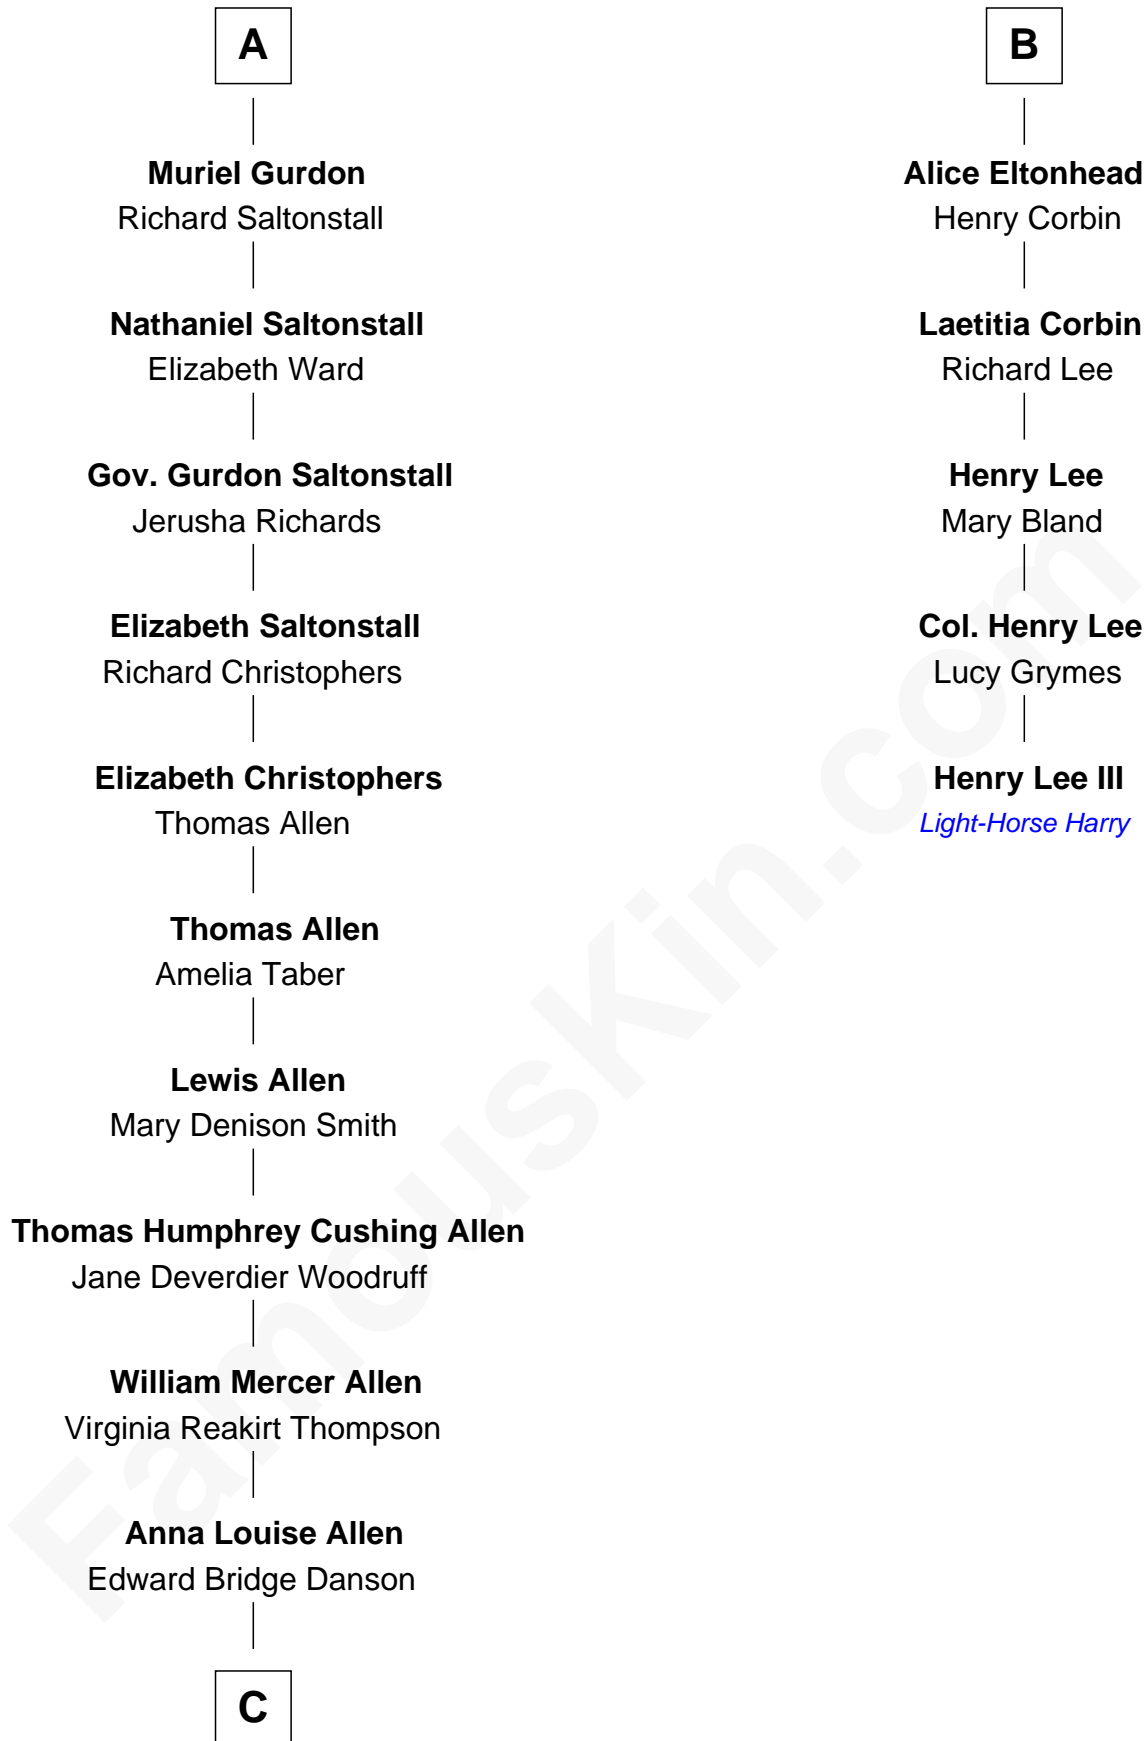 A
Muriel Gurdon
Richard Saltonstall
Nathaniel Saltonstall
Elizabeth Ward
Gov. Gurdon Saltonstall
Jerusha Richards
Elizabeth Saltonstall
Richard Christophers
Elizabeth Christophers
Thomas Allen
Thomas Allen
Amelia Taber
Lewis Allen
Mary Denison Smith
Thomas Humphrey Cushing Allen
Jane Deverdier Woodruff
William Mercer Allen
Virginia Reakirt Thompson
Anna Louise Allen
Edward Bridge Danson
C
B
Alice Eltonhead
Henry Corbin
Laetitia Corbin
Richard Lee
Henry Lee
Mary Bland
Col. Henry Lee
Lucy Grymes
Henry Lee III
Light-Horse Harry
FamousKin.com